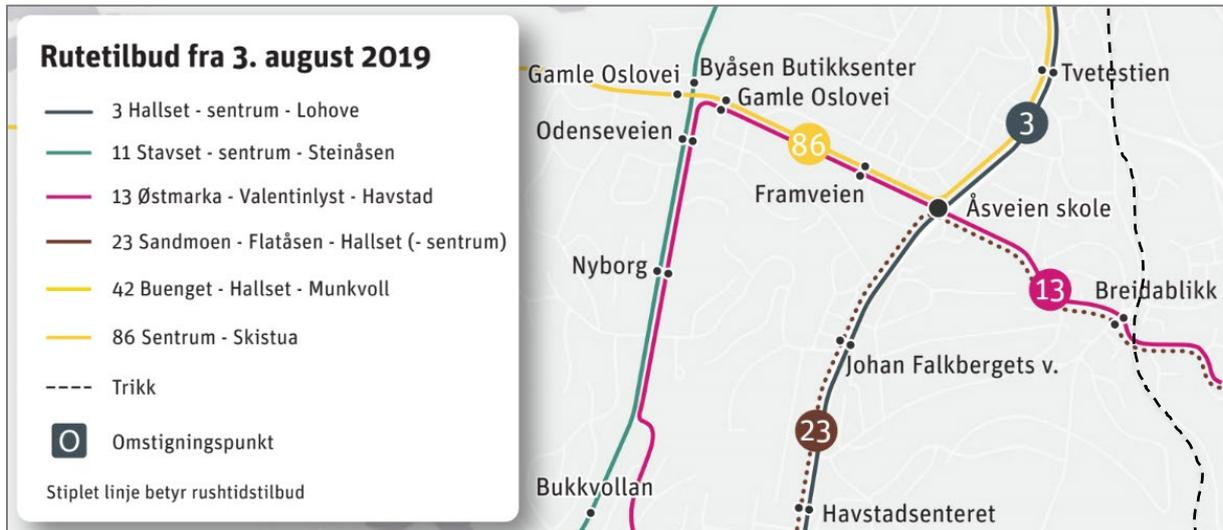 Rutetilbud fra 3. august 2019
3 Hallset - sentrum - Lohove
11 Stavset - sentrum - Steinåsen
13 Østmarka - Valentinlyst - Havstad
23 Sandmoen - Flatåsen - Hallset (- sentrum)
42 Buenget - Hallset - Munkvoll
86 Sentrum - Skistua
Trikk
O Omstigningspunkt
Stiplet linje betyr rushtidstilbud
Gamle Oslovei
Byåsen Butikksenter
Gamle Oslovei
Tvetestien
Odenseveien
3
86
Framveien
Åsveien skole
Nyborg
13
Breidablikk
Johan Falkbergets v.
23
Bukkvollan
Havstadsenteret